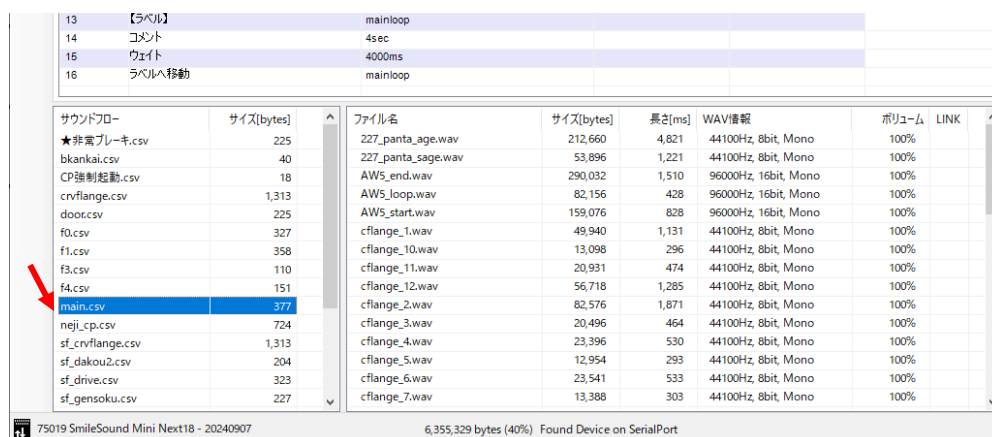 13 【ラベル】 mainloop
14 コメント 4sec
15 ウェイト 4000ms
16 ラベルへ移動 mainloop
サウンドフロー サイズ[bytes]
★非常ブレーキ.csv 225
bkankai.csv 40
CP強制起動.csv 18
crvflange.csv 1,313
door.csv 225
f0.csv 327
f1.csv 358
f3.csv 110
f4.csv 151
main.csv 377
neji_cp.csv 724
sf_crvflange.csv 1,313
sf_dakou2.csv 204
sf_drive.csv 323
sf_gensoku.csv 227
ファイル名 サイズ[bytes] 長さ[ms] WAV情報 ボリューム LINK
227_panta_age.wav 212,660 4,821 44100Hz, 8bit, Mono 100%
227_panta_sage.wav 53,896 1,221 44100Hz, 8bit, Mono 100%
AW5_end.wav 290,032 1,510 96000Hz, 16bit, Mono 100%
AW5_loop.wav 82,156 428 96000Hz, 16bit, Mono 100%
AW5_start.wav 159,076 828 96000Hz, 16bit, Mono 100%
cflange_1.wav 49,940 1,131 44100Hz, 8bit, Mono 100%
cflange_10.wav 13,098 296 44100Hz, 8bit, Mono 100%
cflange_11.wav 20,931 474 44100Hz, 8bit, Mono 100%
cflange_12.wav 56,718 1,285 44100Hz, 8bit, Mono 100%
cflange_2.wav 82,576 1,871 44100Hz, 8bit, Mono 100%
cflange_3.wav 20,496 464 44100Hz, 8bit, Mono 100%
cflange_4.wav 23,396 530 44100Hz, 8bit, Mono 100%
cflange_5.wav 12,954 293 44100Hz, 8bit, Mono 100%
cflange_6.wav 23,541 533 44100Hz, 8bit, Mono 100%
cflange_7.wav 13,388 303 44100Hz, 8bit, Mono 100%
75019 SmileSound Mini Next18 - 20240907 6,355,329 bytes (40%) Found Device on SerialPort